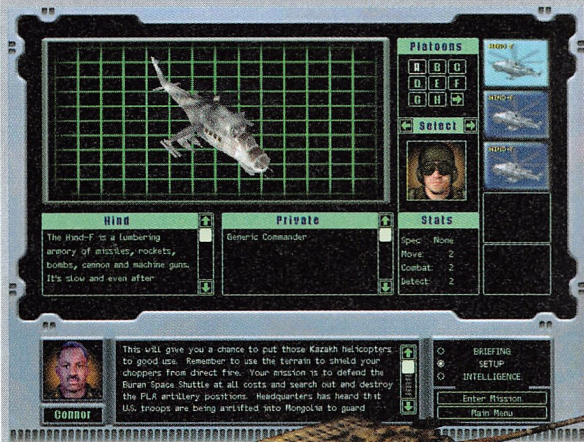 Platoons
A B C
D E F
G H
Select
HIND-F
HIND-F
HIND-F
Hind
The Hind-F is a lumbering
armory of missiles, rockets,
bombs, cannon and machine guns.
It's slow and even after
Private
Generic Commander
Stats
Spec: None
Move: 2
Combat: 2
Detect: 2
Connor
This will give you a chance to put those Kazakh helicopters
to good use. Remember to use the terrain to shield your
choppers from direct fire. Your mission is to defend the
Buran Space Shuttle at all costs and search out and destroy
the PLA artillery positions. Headquarters has heard that
U.S. troops are being airlifted into Mongolia to guard
BRIEFING
SETUP
INTELLIGENCE
Enter Mission
Main Menu